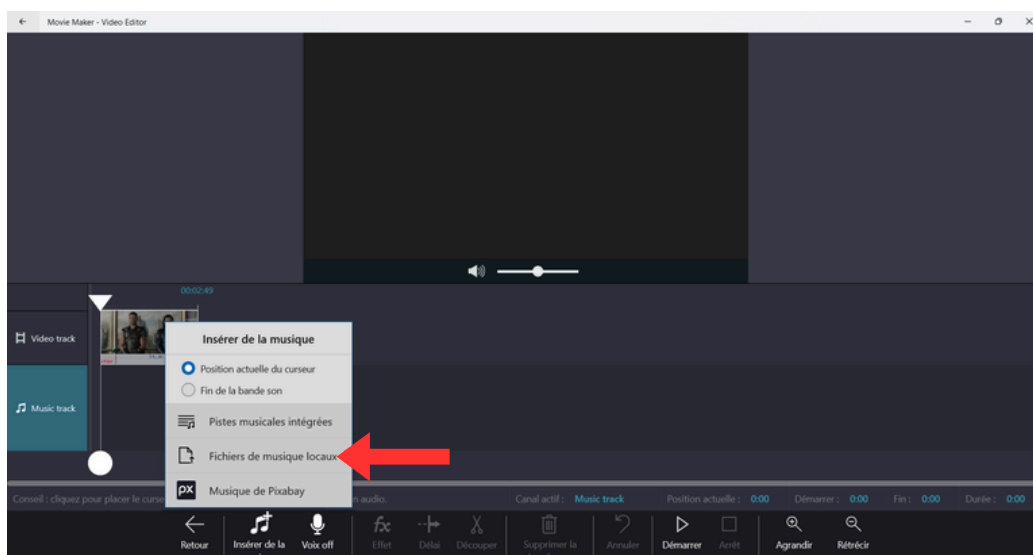 Movie Maker - Video Editor
00:02:49
Video track
Insérer de la musique
Position actuelle du curseur
Fin de la bande son
Music track
Pistes musicales intégrées
Fichiers de musique locaux
px Musique de Pixabay
Conseil : cliquez pour placer le curse
n audio.
Canal actif : Music track Position actuelle : 0:00 Démarrer : 0:00 Fin : 0:00 Durée : 0:00
Retour Insérer de la Voix off fx Effet Délai Découper Supprimer la Annuler Démarrer Arrêt Agrandir Rétrécir